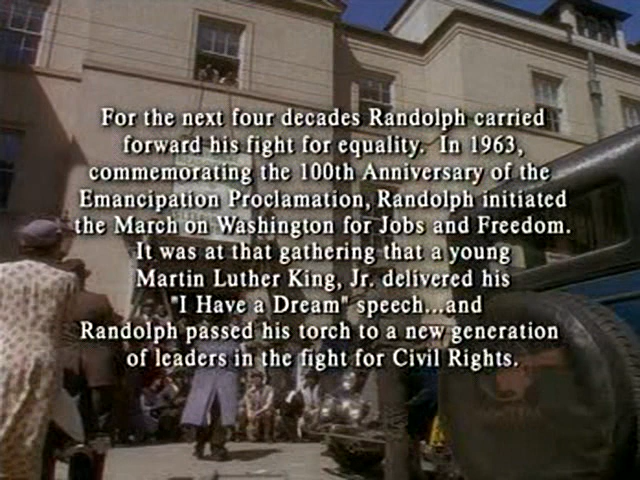 For the next four decades Randolph carried
forward his fight for equality. In 1963,
commemorating the 100th Anniversary of the
Emancipation Proclamation, Randolph initiated
the March on Washington for Jobs and Freedom.
It was at that gathering that a young
Martin Luther King, Jr. delivered his
"I Have a Dream" speech...and
Randolph passed his torch to a new generation
of leaders in the fight for Civil Rights.